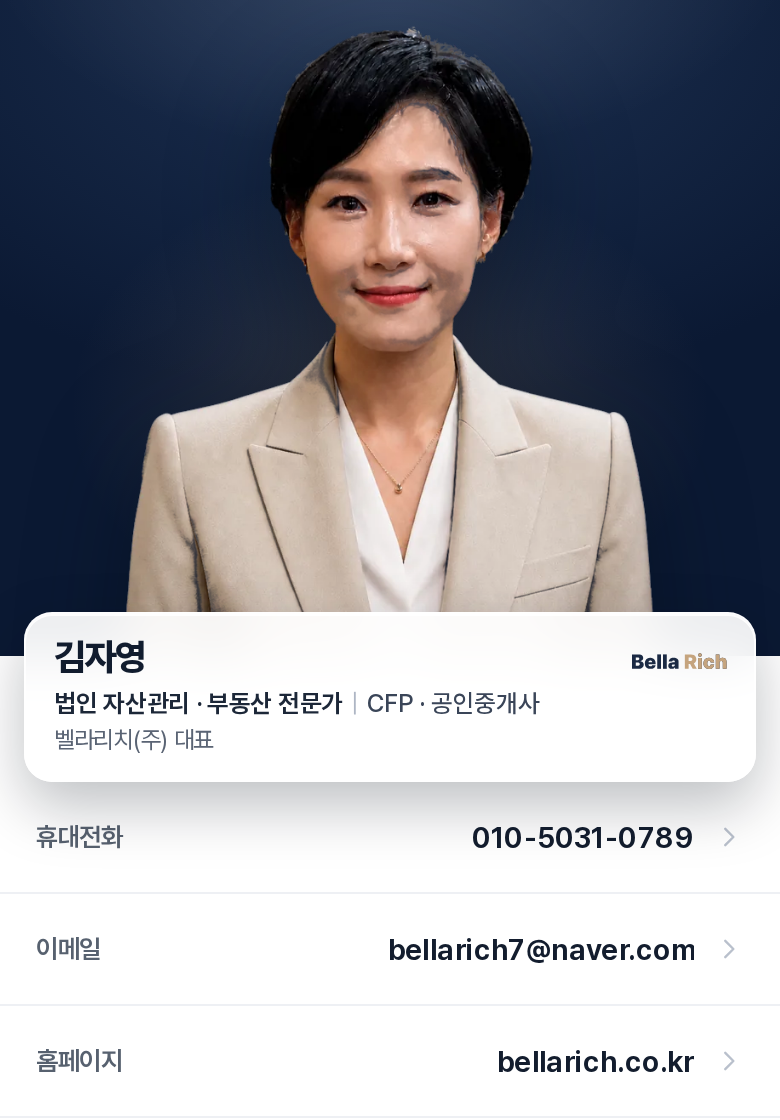 김자영
Bella Rich
법인 자산관리 · 부동산 전문가 | CFP · 공인중개사
벨라리치(주) 대표
휴대전화 010-5031-0789
이메일 bellarich7@naver.com
홈페이지 bellarich.co.kr